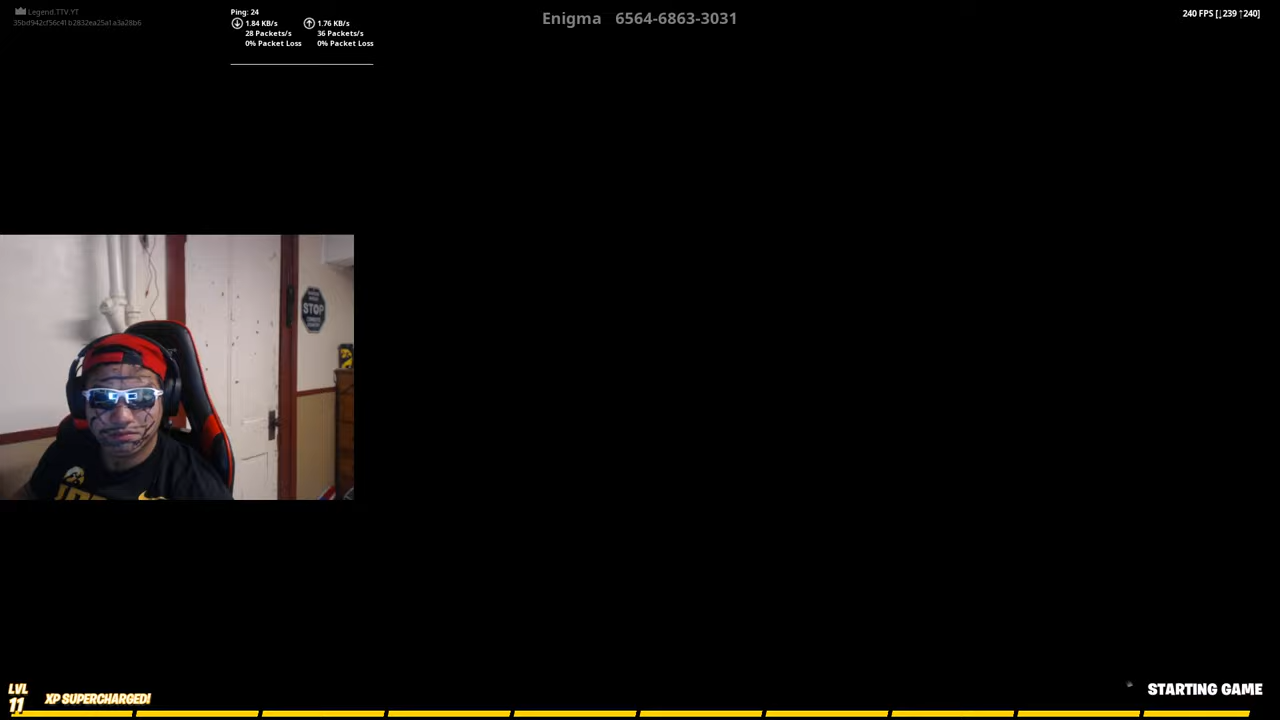 Legend.TTV.YT
Ping: 24
1.84 KB/s
1.76 KB/s
28 Packets/s
36 Packets/s
0% Packet Loss
0% Packet Loss
Enigma 6564-6863-3031
240 FPS [↓239 ↑240]
STOP
LVL
11
XP SUPERCHARGED!
STARTING GAME